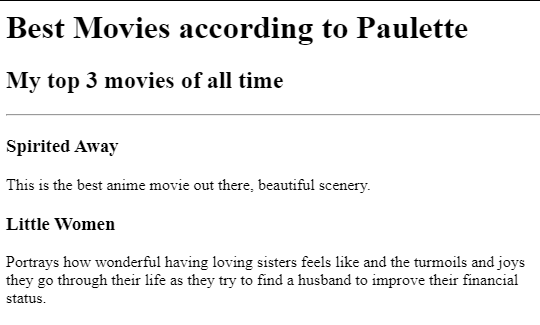 Best Movies according to Paulette
My top 3 movies of all time
Spirited Away
This is the best anime movie out there, beautiful scenery.
Little Women
Portrays how wonderful having loving sisters feels like and the turmoils and joys
they go through their life as they try to find a husband to improve their financial
status.